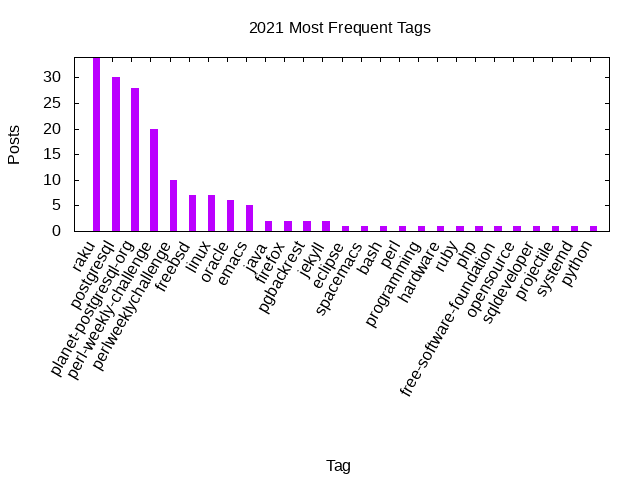 2021 Most Frequent Tags
Posts
30
25
20
15
10
5
0
raku
postgresql
planet-postgresql-org
perl-weekly-challenge
perlweeklychallenge
freebsd
linux
oracle
emacs
java
firefox
pgbackrest
jekyll
eclipse
spacemacs
bash
perl
programming
hardware
ruby
php
free-software-foundation
opensource
sqldeveloper
projectile
systemd
python
Tag